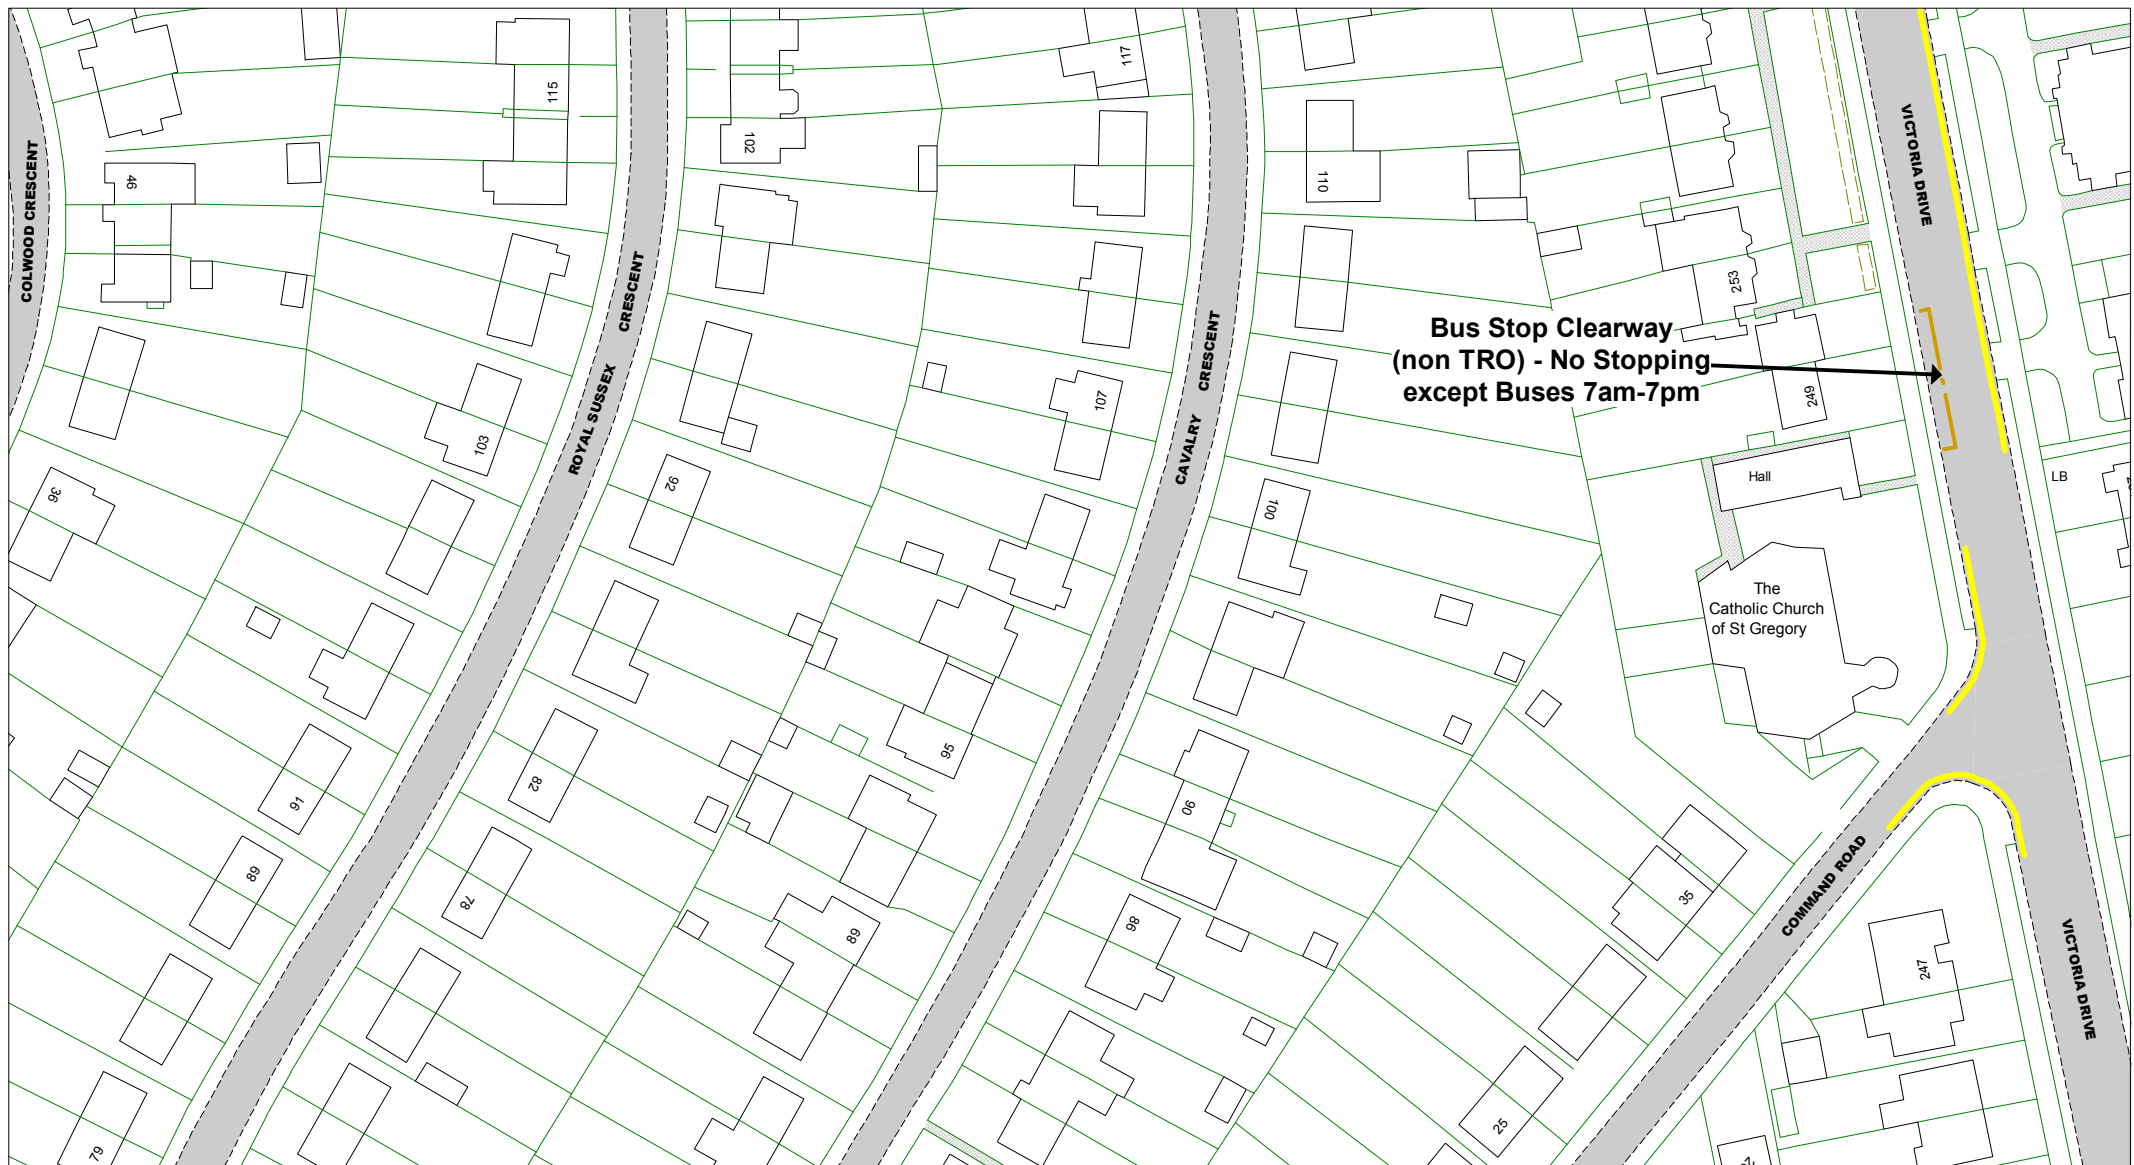 117
115
VICTORIA DRIVE
102
COLWOOD CRESCENT
46
110
ROYAL SUSSEX CRESCENT
253
CAVALRY CRESCENT
Bus Stop Clearway
(non TRO) - No Stopping
except Buses 7am-7pm
249
107
103
Hall
LB
36
92
100
The
Catholic Church
of St Gregory
95
82
91
90
COMMAND ROAD
89
78
35
98
89
247
VICTORIA DRIVE
25
79